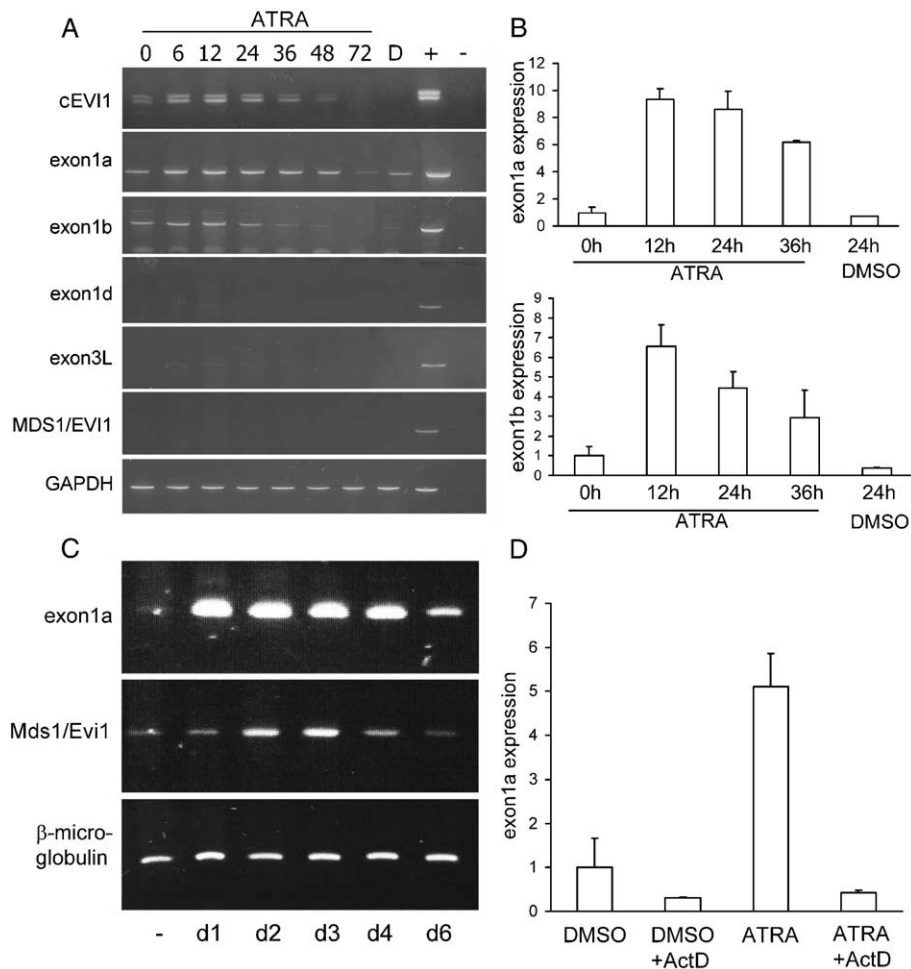 A
ATRA
0 6 12 24 36 48 72 D + -
cEVI1
exon1a
exon1b
exon1d
exon3L
MDS1/EVI1
GAPDH
B
exon1a expression
12
10
8
6
4
2
0
0h 12h 24h 36h 24h
ATRA DMSO
exon1b expression
9
8
7
6
5
4
3
2
1
0
0h 12h 24h 36h 24h
ATRA DMSO
C
exon1a
Mds1/Evi1
β-micro-
globulin
- d1 d2 d3 d4 d6
D
exon1a expression
7
6
5
4
3
2
1
0
DMSO DMSO ATRA ATRA
+ActD +ActD